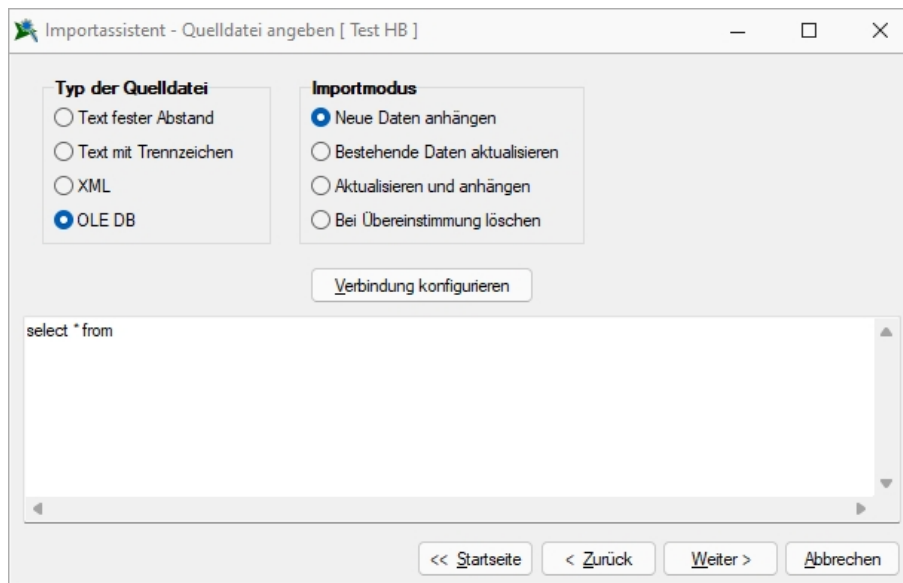 Importassistent - Quelldatei angeben [ Test HB ]
Typ der Quelldatei
Text fester Abstand
Text mit Trennzeichen
XML
OLE DB
Importmodus
Neue Daten anhängen
Bestehende Daten aktualisieren
Aktualisieren und anhängen
Bei Übereinstimmung löschen
Verbindung konfigurieren
select * from
<< Startseite
< Zurück
Weiter >
Abbrechen